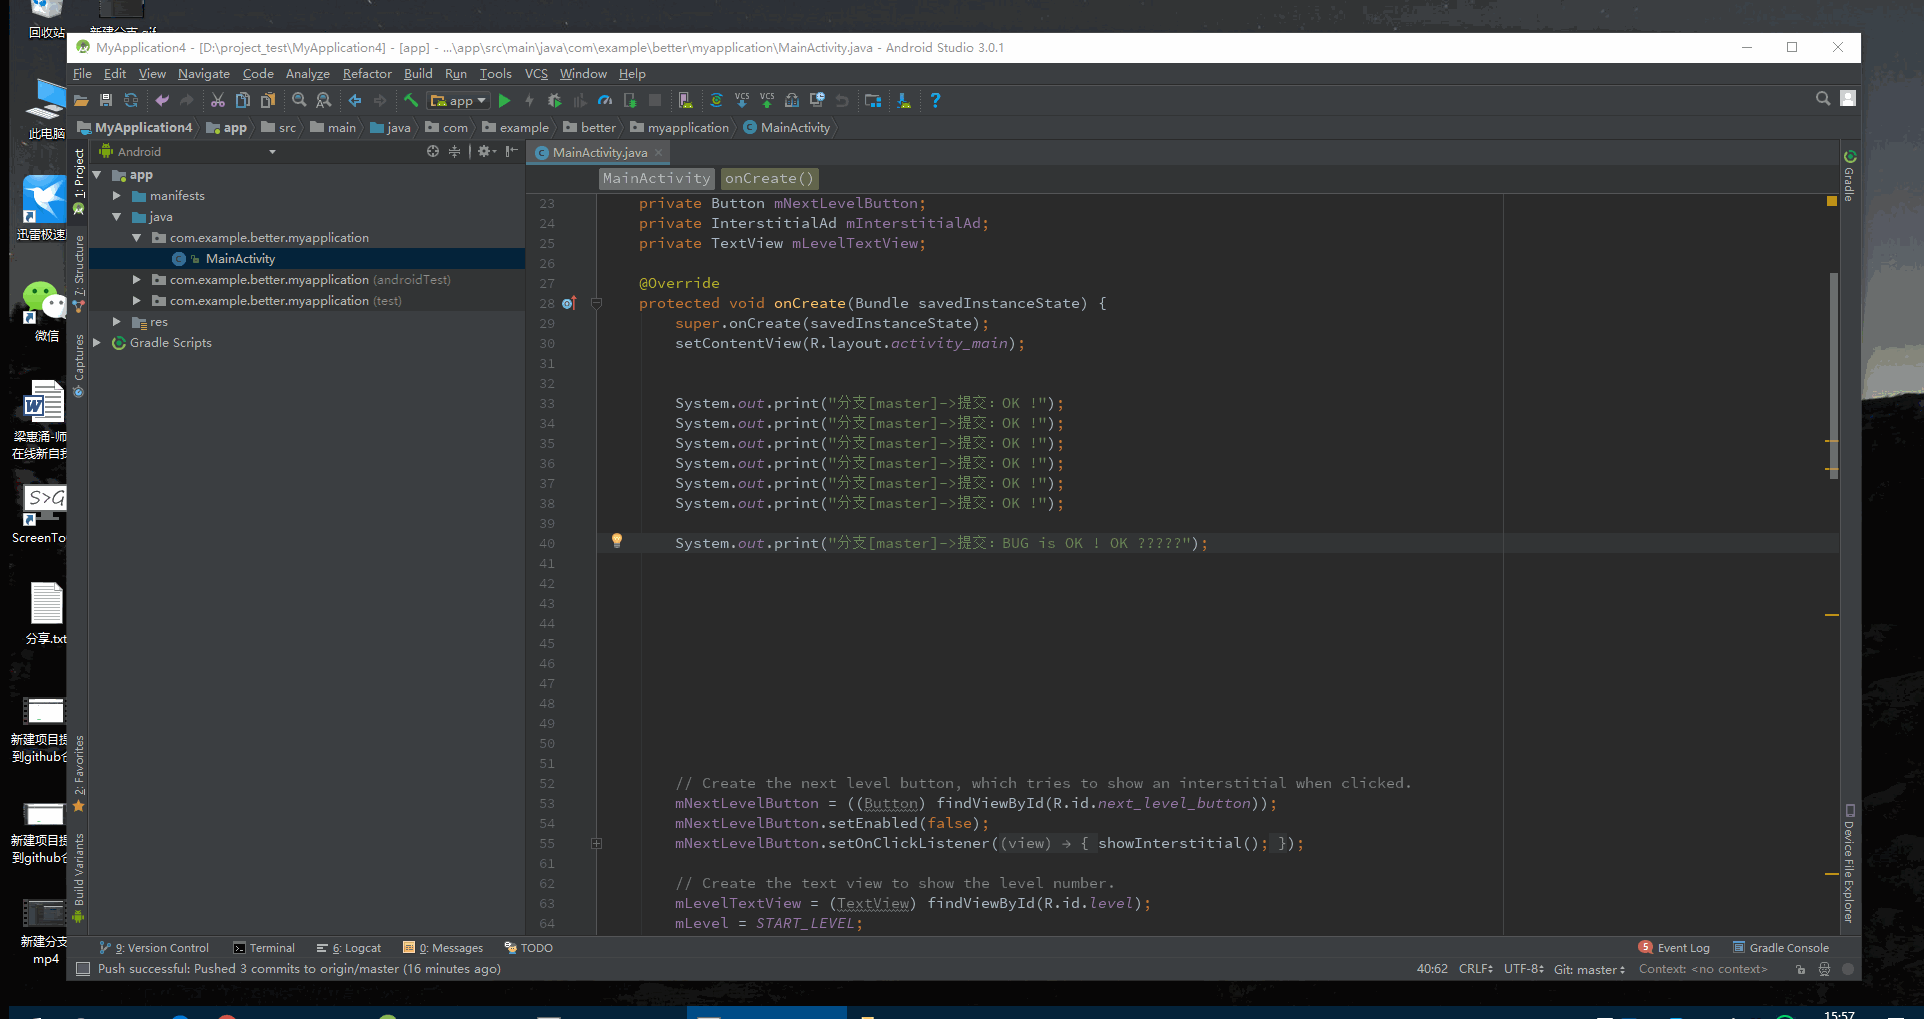 回收站
新建分支.gif
此电脑
迅雷极速
微信
梁惠涌-师
在线新自我
S>G
ScreenTo
分享.txt
新建项目提
到github仓
新建项目提
到github仓
新建分支
mp4
MyApplication4 - [D:\project_test\MyApplication4] - [app] - ...\app\src\main\java\com\example\better\myapplication\MainActivity.java - Android Studio 3.0.1
File Edit View Navigate Code Analyze Refactor Build Run Tools VCS Window Help
app VCS VCS ?
MyApplication4 app src main java com example better myapplication MainActivity
1: Project
7: Structure
Captures
2: Favorites
Build Variants
Android
app
manifests
java
com.example.better.myapplication
MainActivity
com.example.better.myapplication (androidTest)
com.example.better.myapplication (test)
res
Gradle Scripts
MainActivity.java
MainActivity onCreate()
23 private Button mNextLevelButton;
24 private InterstitialAd mInterstitialAd;
25 private TextView mLevelTextView;
26
27 @Override
28 protected void onCreate(Bundle savedInstanceState) {
29 super.onCreate(savedInstanceState);
30 setContentView(R.layout.activity_main);
31
32
33 System.out.print("分支[master]->提交：OK !");
34 System.out.print("分支[master]->提交：OK !");
35 System.out.print("分支[master]->提交：OK !");
36 System.out.print("分支[master]->提交：OK !");
37 System.out.print("分支[master]->提交：OK !");
38 System.out.print("分支[master]->提交：OK !");
39
40 System.out.print("分支[master]->提交：BUG is OK ! OK ?????");
41
42
43
44
45
46
47
48
49
50
51
52 // Create the next level button, which tries to show an interstitial when clicked.
53 mNextLevelButton = ((Button) findViewById(R.id.next_level_button));
54 mNextLevelButton.setEnabled(false);
55 mNextLevelButton.setOnClickListener((view) → { showInterstitial(); });
61
62 // Create the text view to show the level number.
63 mLevelTextView = (TextView) findViewById(R.id.level);
64 mLevel = START_LEVEL;
Gradle
Device File Explorer
9: Version Control Terminal 6: Logcat 0: Messages TODO 5 Event Log Gradle Console
Push successful: Pushed 3 commits to origin/master (16 minutes ago) 40:62 CRLF UTF-8 Git: master Context: <no context>
15:57